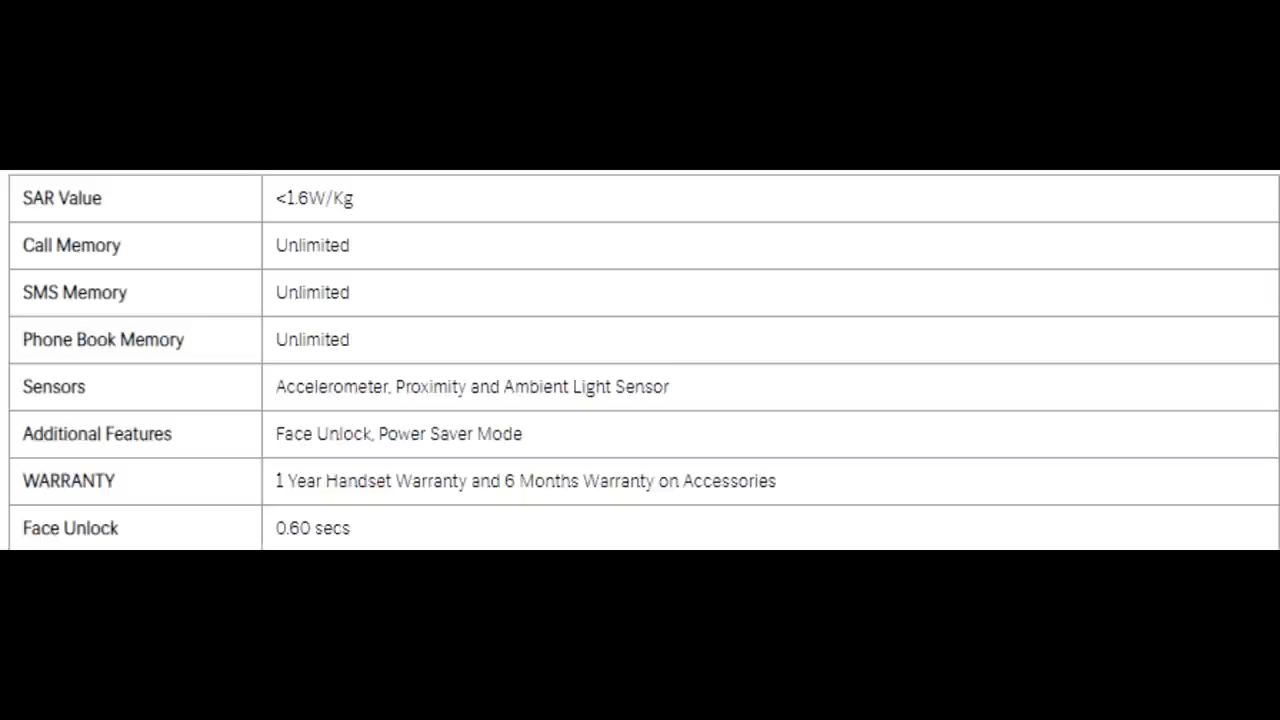 SAR Value <1.6W/Kg
Call Memory Unlimited
SMS Memory Unlimited
Phone Book Memory Unlimited
Sensors Accelerometer, Proximity and Ambient Light Sensor
Additional Features Face Unlock, Power Saver Mode
WARRANTY 1 Year Handset Warranty and 6 Months Warranty on Accessories
Face Unlock 0.60 secs